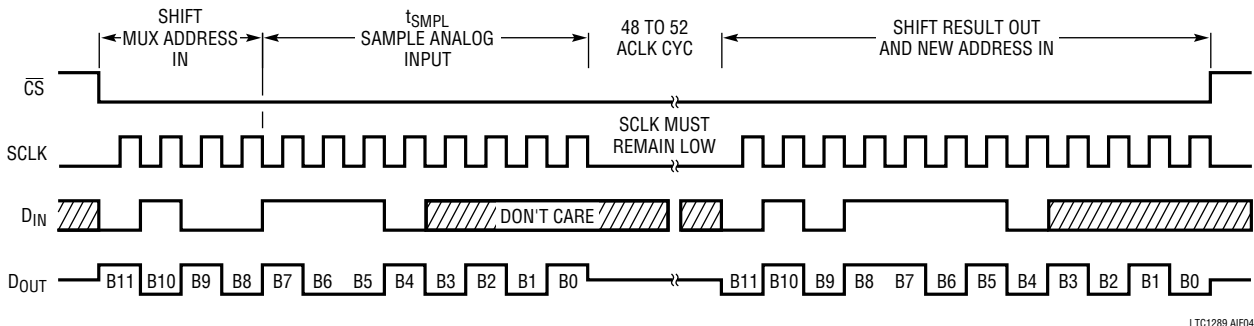 SHIFT
MUX ADDRESS
IN
tSMPL
SAMPLE ANALOG
INPUT
48 TO 52
ACLK CYC
SHIFT RESULT OUT
AND NEW ADDRESS IN
CS
SCLK
SCLK MUST
REMAIN LOW
DIN
DON'T CARE
DOUT
B11 B10 B9 B8 B7 B6 B5 B4 B3 B2 B1 B0
B11 B10 B9 B8 B7 B6 B5 B4 B3 B2 B1 B0
LTC1289 AIF04